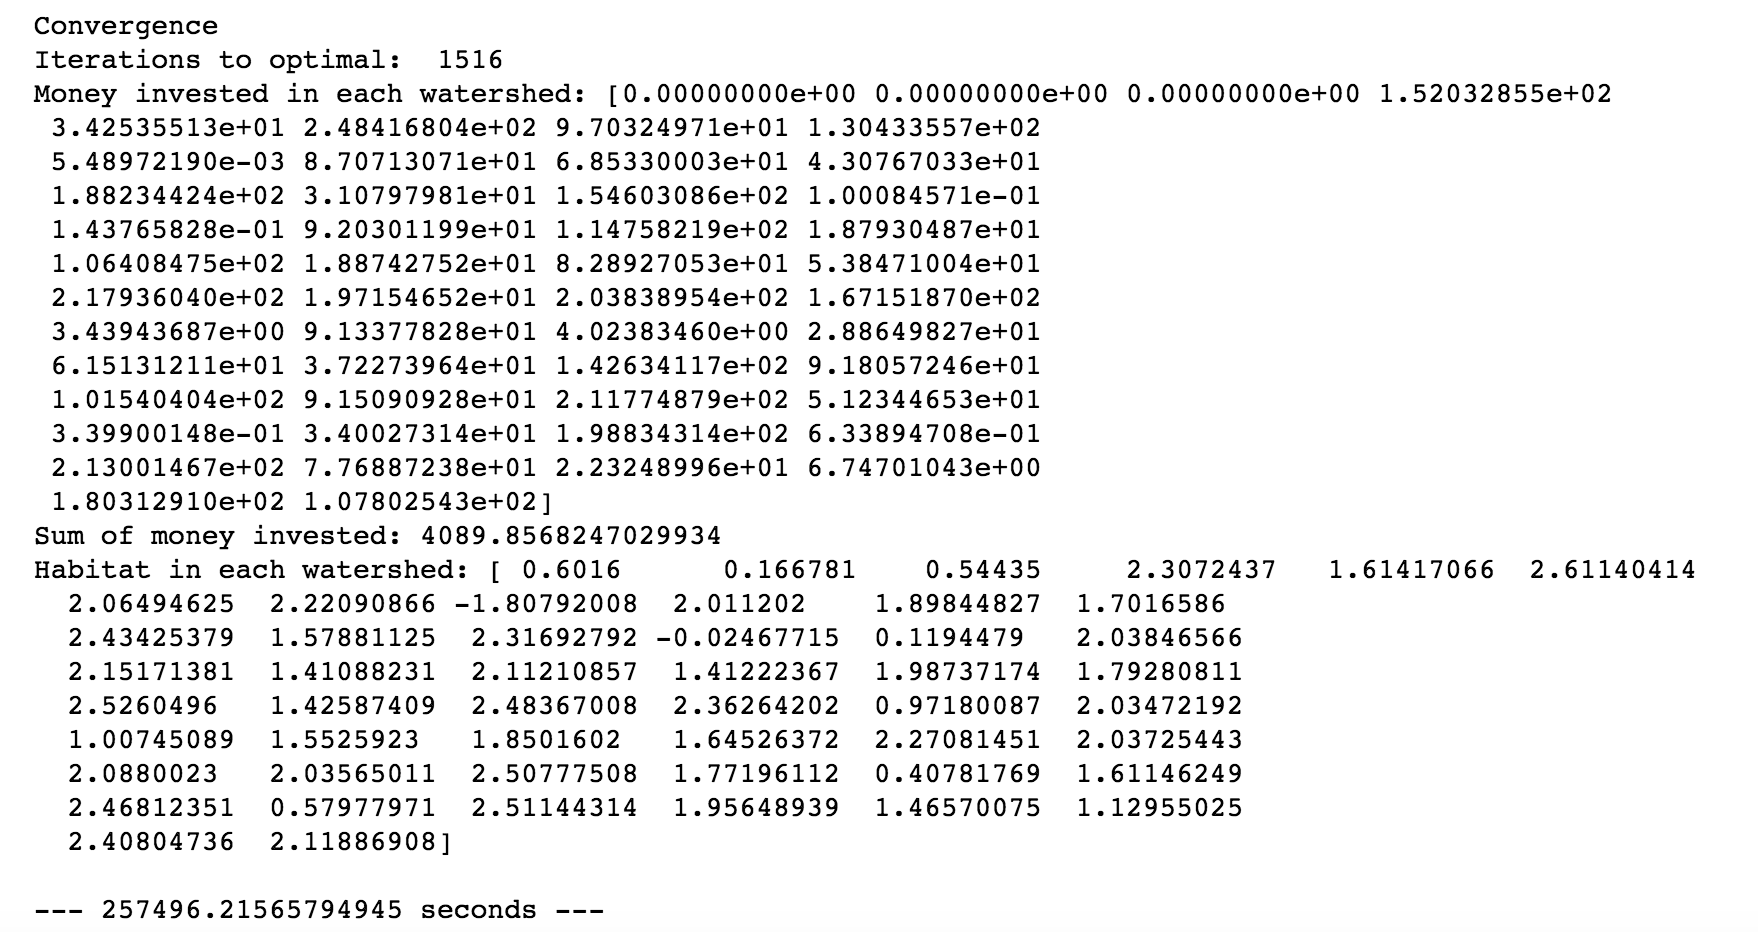 Convergence
Iterations to optimal:  1516
Money invested in each watershed: [0.00000000e+00 0.00000000e+00 0.00000000e+00 1.52032855e+02
 3.42535513e+01 2.48416804e+02 9.70324971e+01 1.30433557e+02
 5.48972190e-03 8.70713071e+01 6.85330003e+01 4.30767033e+01
 1.88234424e+02 3.10797981e+01 1.54603086e+02 1.00084571e-01
 1.43765828e-01 9.20301199e+01 1.14758219e+02 1.87930487e+01
 1.06408475e+02 1.88742752e+01 8.28927053e+01 5.38471004e+01
 2.17936040e+02 1.97154652e+01 2.03838954e+02 1.67151870e+02
 3.43943687e+00 9.13377828e+01 4.02383460e+00 2.88649827e+01
 6.15131211e+01 3.72273964e+01 1.42634117e+02 9.18057246e+01
 1.01540404e+02 9.15090928e+01 2.11774879e+02 5.12344653e+01
 3.39900148e-01 3.40027314e+01 1.98834314e+02 6.33894708e-01
 2.13001467e+02 7.76887238e+01 2.23248996e+01 6.74701043e+00
 1.80312910e+02 1.07802543e+02]
Sum of money invested: 4089.8568247029934
Habitat in each watershed: [ 0.6016      0.166781    0.54435     2.3072437   1.61417066  2.61140414
  2.06494625  2.22090866 -1.80792008  2.011202    1.89844827  1.7016586
  2.43425379  1.57881125  2.31692792 -0.02467715  0.1194479   2.03846566
  2.15171381  1.41088231  2.11210857  1.41222367  1.98737174  1.79280811
  2.5260496   1.42587409  2.48367008  2.36264202  0.97180087  2.03472192
  1.00745089  1.5525923   1.8501602   1.64526372  2.27081451  2.03725443
  2.0880023   2.03565011  2.50777508  1.77196112  0.40781769  1.61146249
  2.46812351  0.57977971  2.51144314  1.95648939  1.46570075  1.12955025
  2.40804736  2.11886908]
--- 257496.21565794945 seconds ---